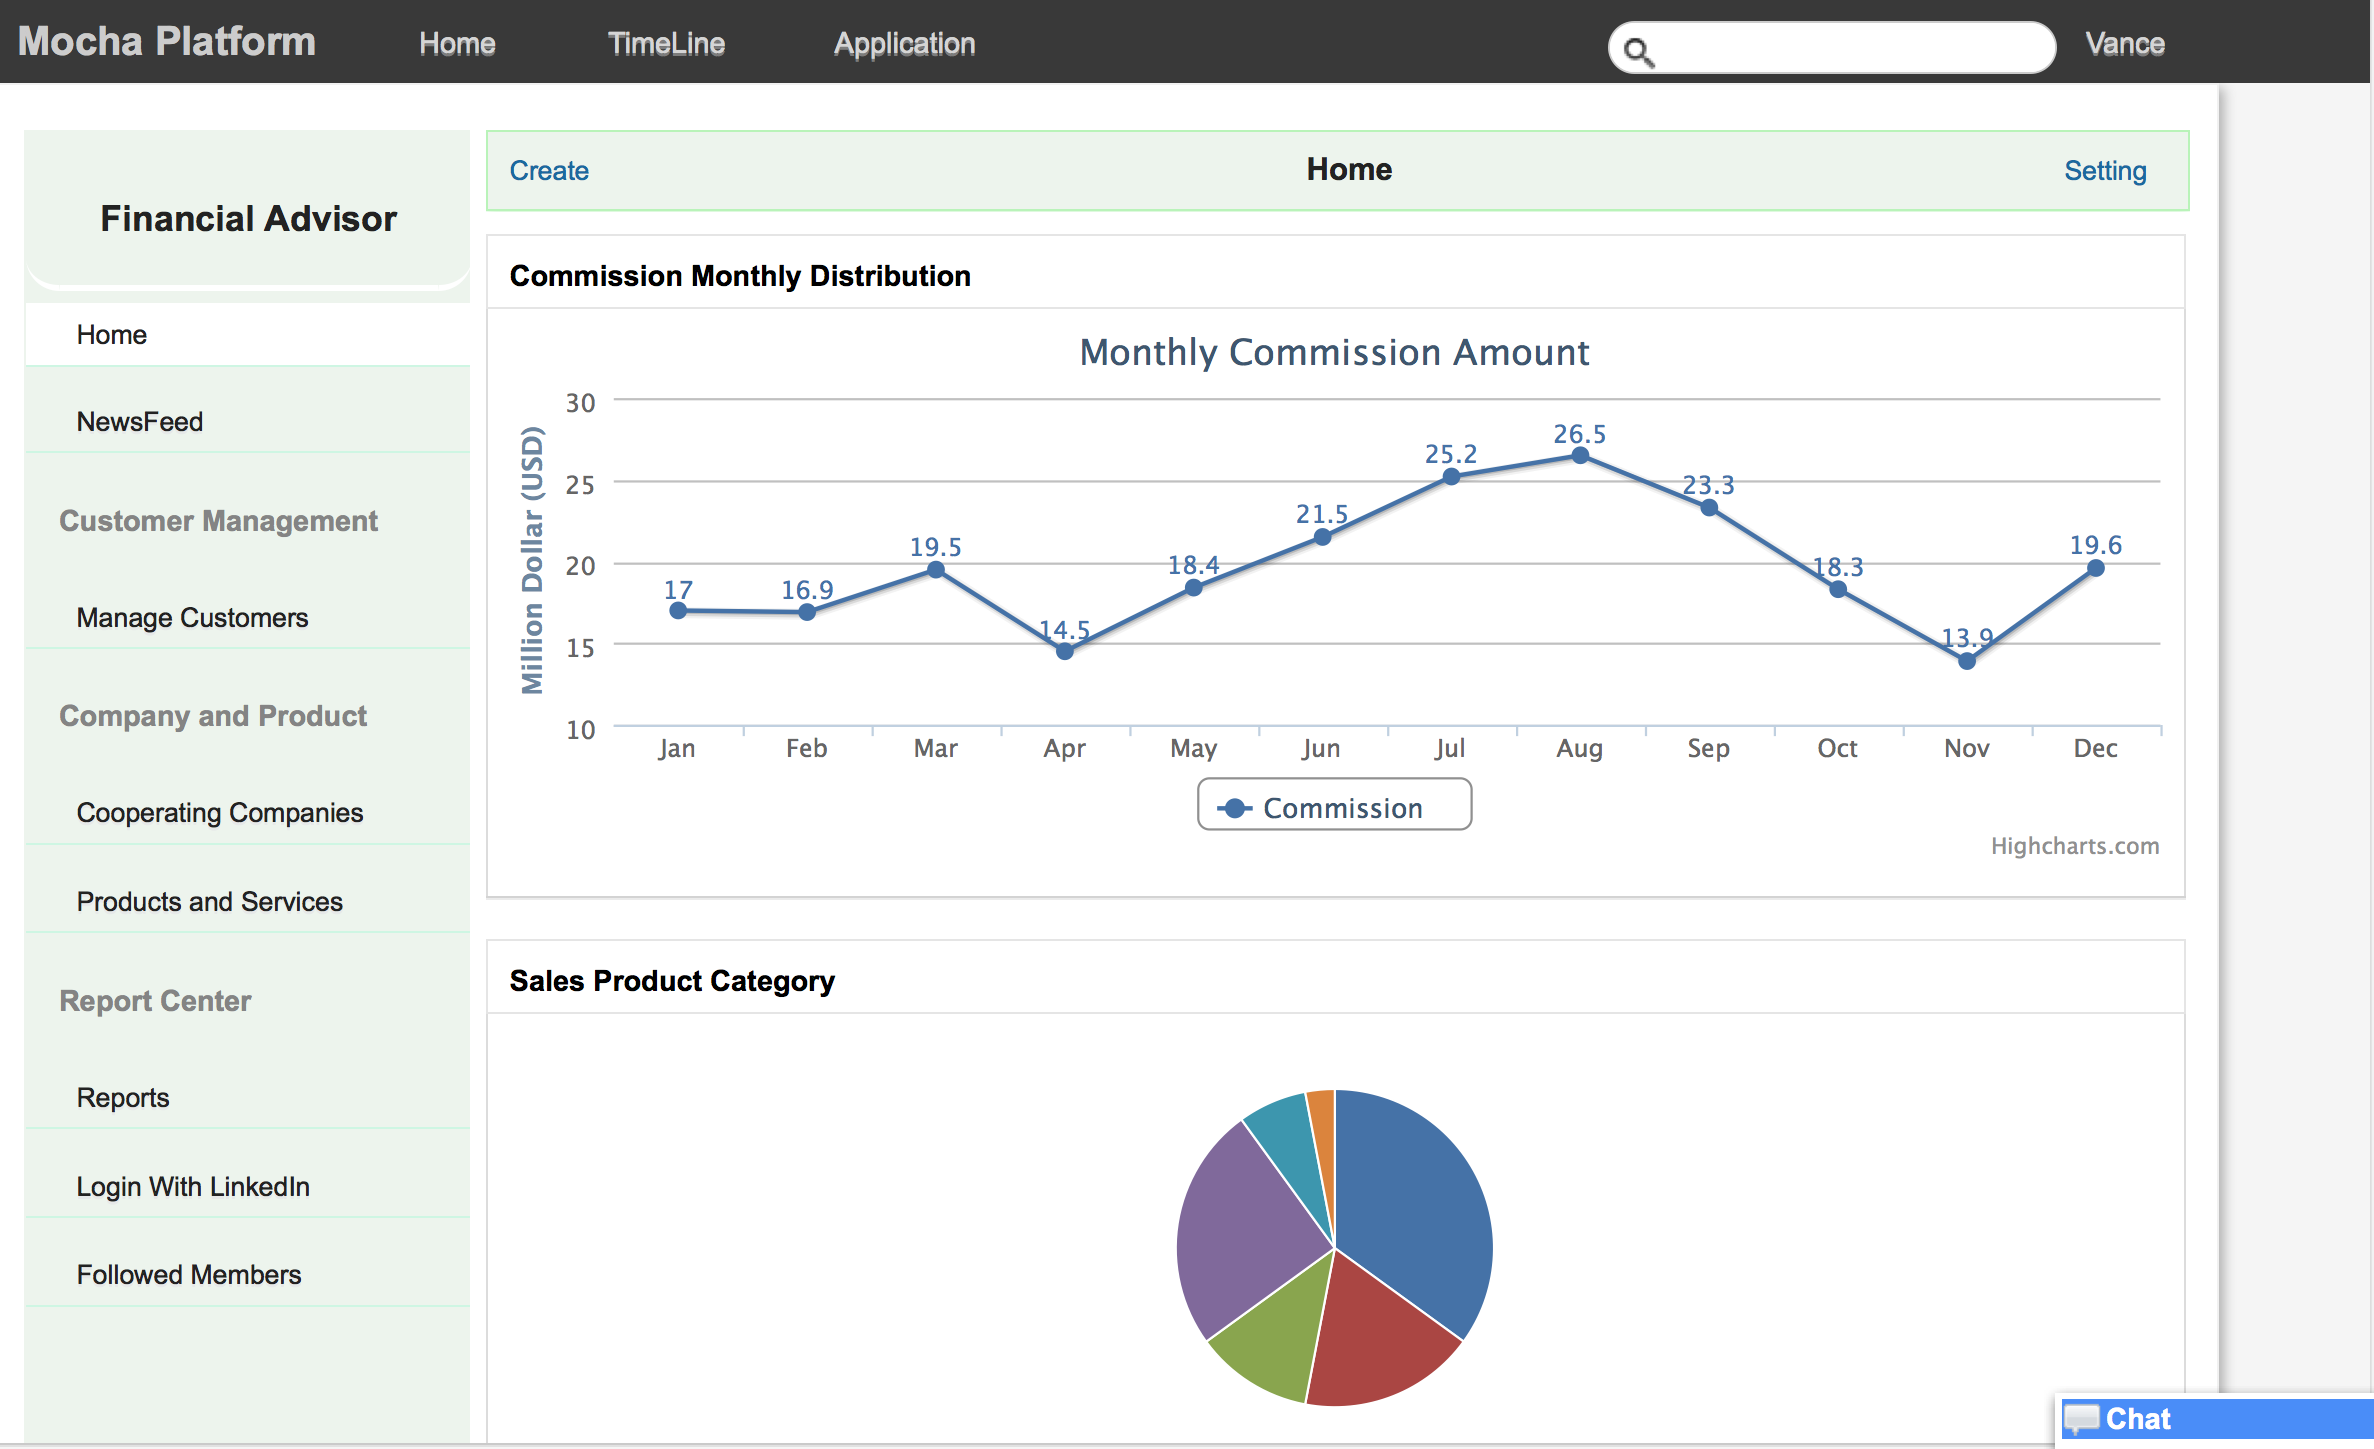 Mocha Platform
Home
TimeLine
Application
Vance
Financial Advisor
Home
NewsFeed
Customer Management
Manage Customers
Company and Product
Cooperating Companies
Products and Services
Report Center
Reports
Login With LinkedIn
Followed Members
Create
Home
Setting
Commission Monthly Distribution
Monthly Commission Amount
Million Dollar (USD)
30
25
20
15
10
17
16.9
19.5
14.5
18.4
21.5
25.2
26.5
23.3
18.3
13.9
19.6
Jan
Feb
Mar
Apr
May
Jun
Jul
Aug
Sep
Oct
Nov
Dec
Commission
Highcharts.com
Sales Product Category
Chat